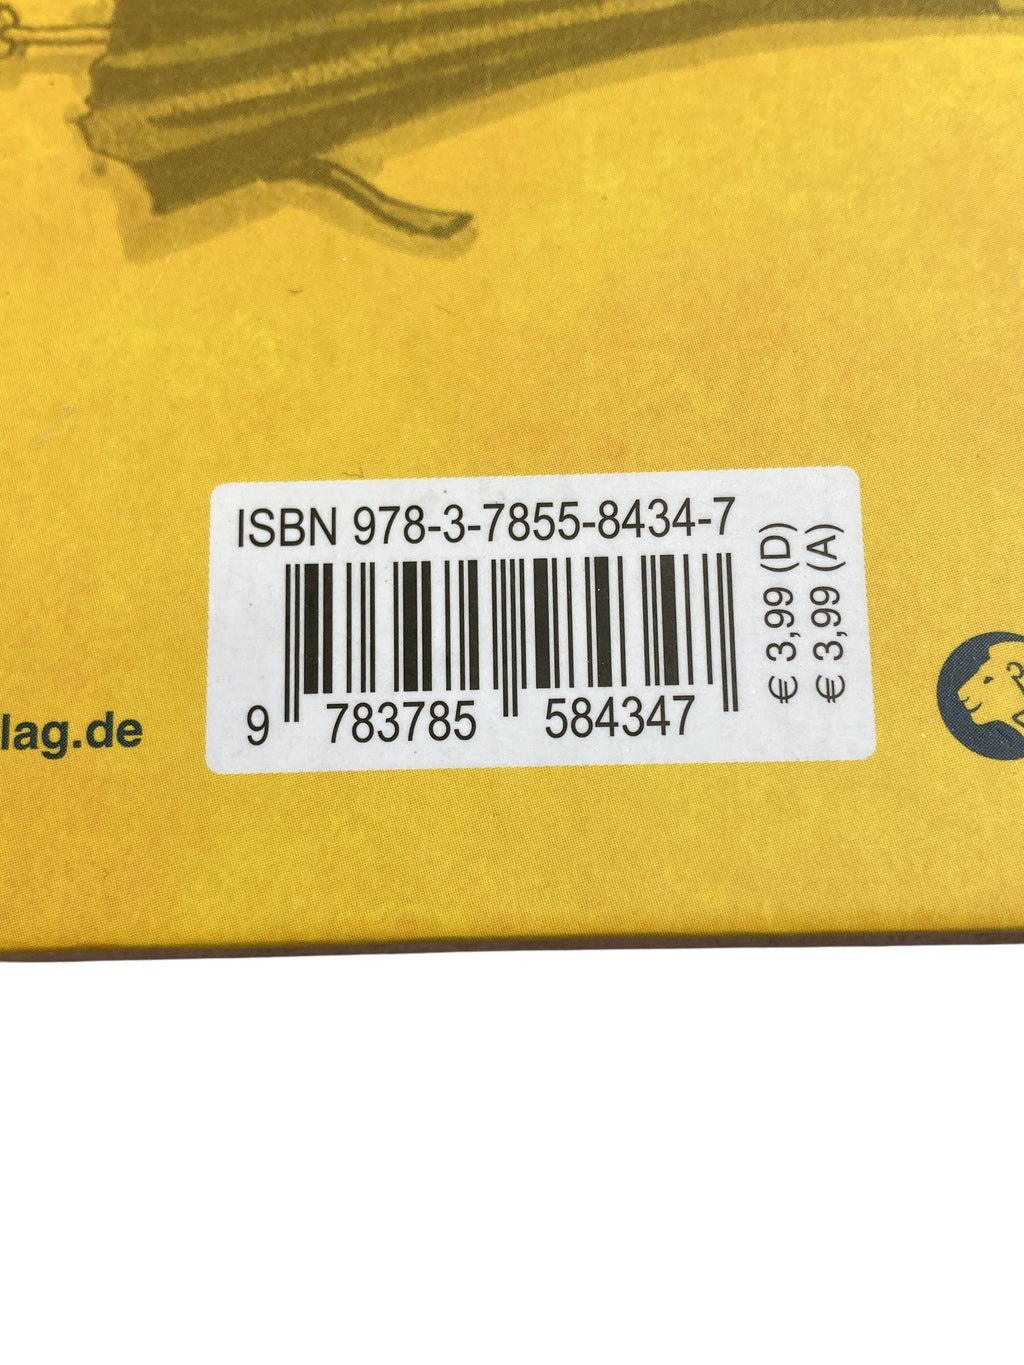 ISBN 978-3-7855-8434-7
€ 3,99 (D)
€ 3,99 (A)
9 783785 584347
lag.de